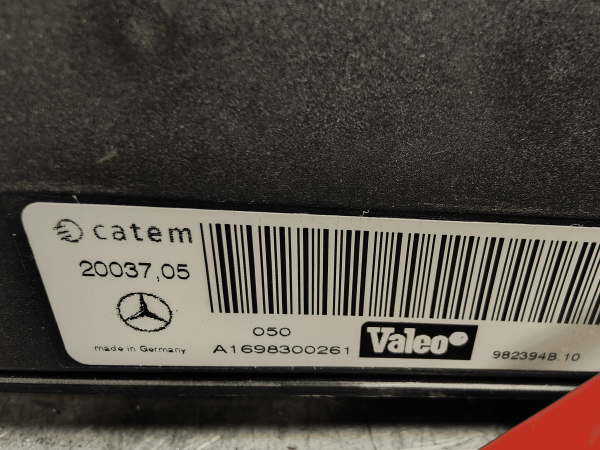 catem
20037,05
made in Germany
050
A1698300261
Valeo
982394B.10